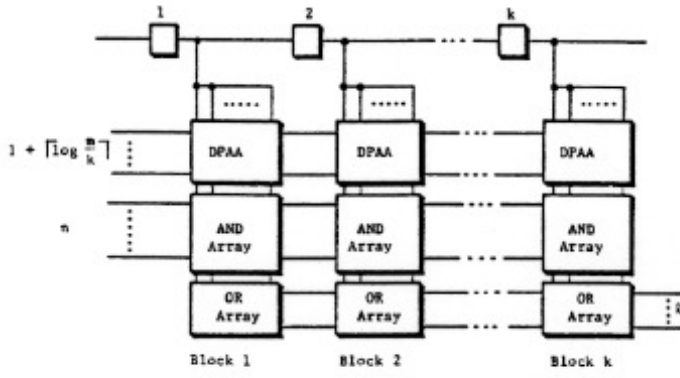 1 2 k
1 + ⌈log m/k⌉
DPAA DPAA DPAA
n
AND Array AND Array AND Array
OR Array OR Array OR Array
Block 1 Block 2 Block k